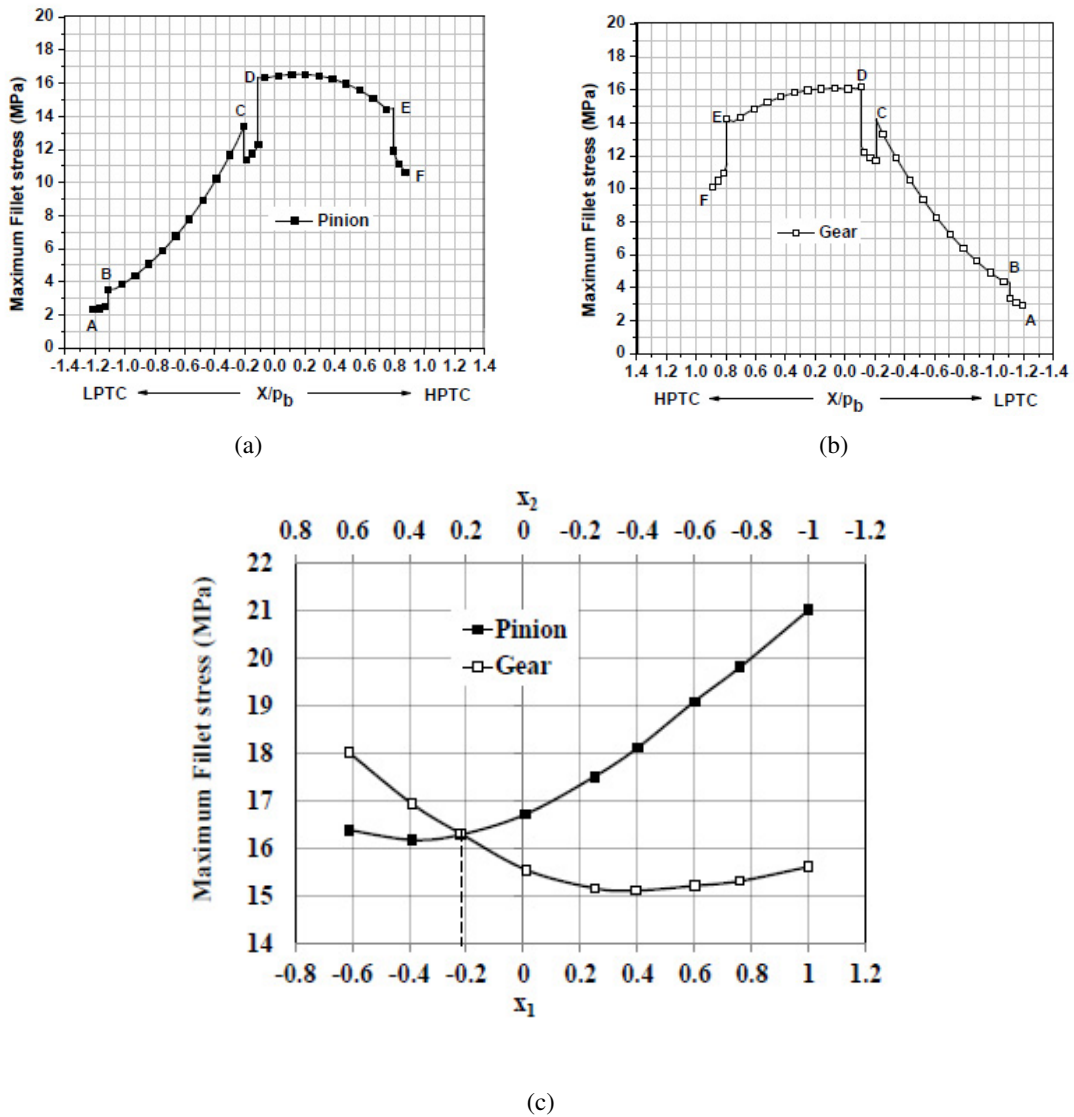 20
18
16
14
12
10
8
6
4
2
0
Maximum Fillet stress (MPa)
A
B
C
D
E
F
Pinion
-1.4 -1.2 -1.0 -0.8 -0.6 -0.4 -0.2 0.0 0.2 0.4 0.6 0.8 1.0 1.2 1.4
LPTC X/pb HPTC
(a)
20
18
16
14
12
10
8
6
4
2
0
Maximum Fillet stress (MPa)
D
C
E
F
Gear
B
A
1.4 1.2 1.0 0.8 0.6 0.4 0.2 0.0 -0.2 -0.4 -0.6 -0.8 -1.0 -1.2 -1.4
HPTC X/pb LPTC
(b)
x2
0.8 0.6 0.4 0.2 0 -0.2 -0.4 -0.6 -0.8 -1 -1.2
22
21
20
19
18
17
16
15
14
Maximum Fillet stress (MPa)
Pinion
Gear
-0.8 -0.6 -0.4 -0.2 0 0.2 0.4 0.6 0.8 1 1.2
x1
(c)